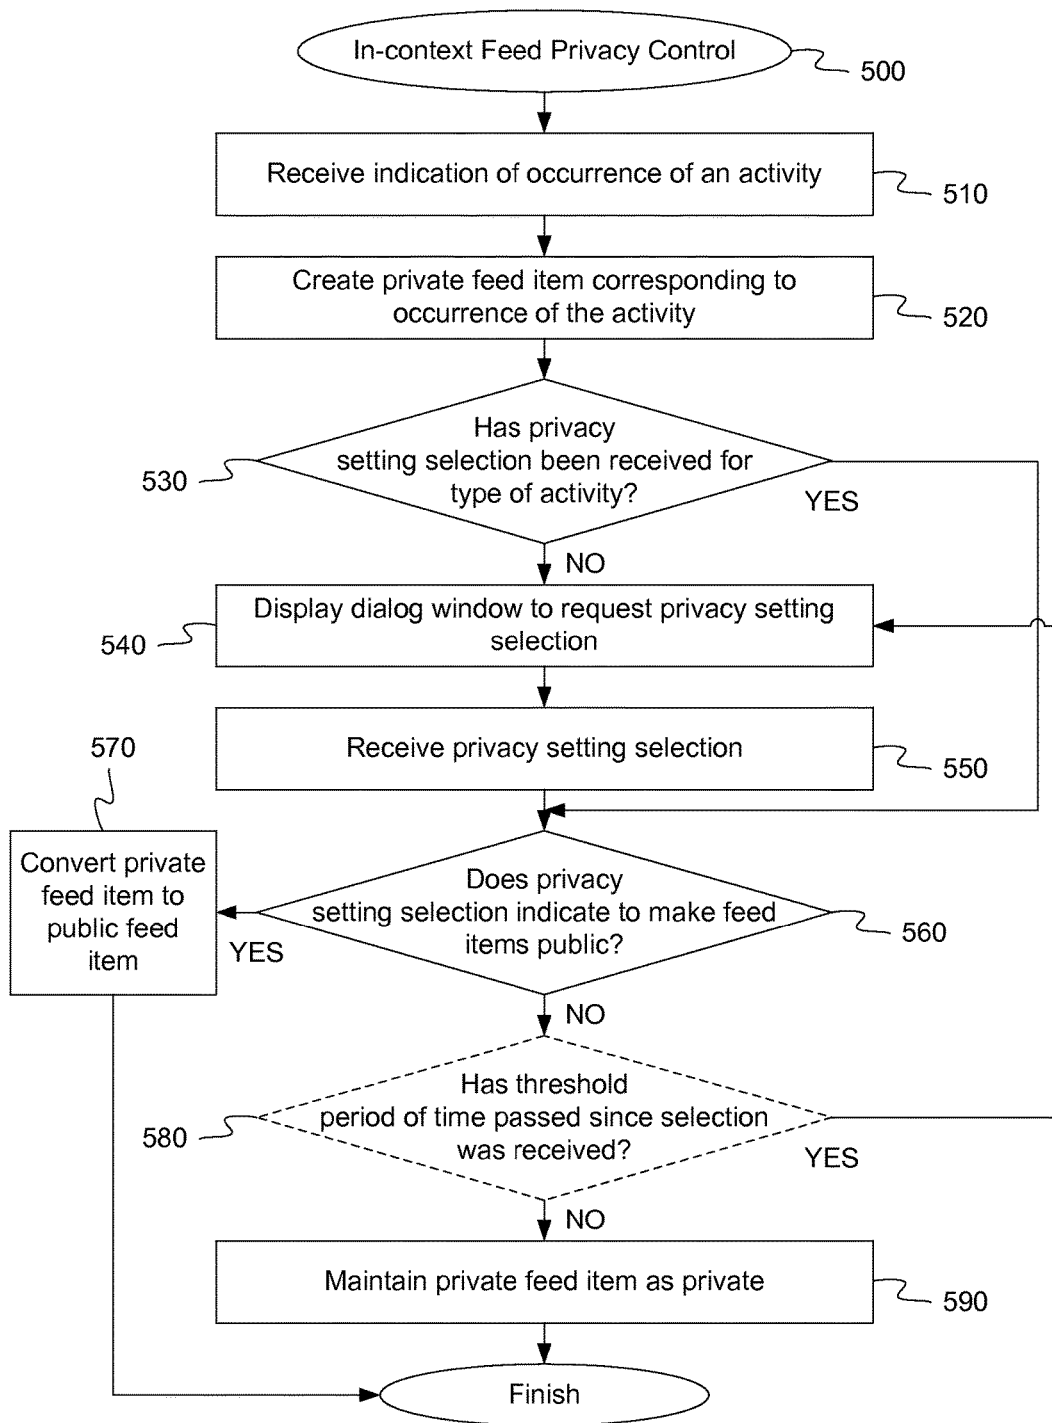 In-context Feed Privacy Control
500
Receive indication of occurrence of an activity
510
Create private feed item corresponding to
occurrence of the activity
520
Has privacy
setting selection been received for
type of activity?
530
YES
NO
Display dialog window to request privacy setting
selection
540
Receive privacy setting selection
550
570
Convert private
feed item to
public feed
item
Does privacy
setting selection indicate to make feed
items public?
560
YES
NO
Has threshold
period of time passed since selection
was received?
580
YES
NO
Maintain private feed item as private
590
Finish